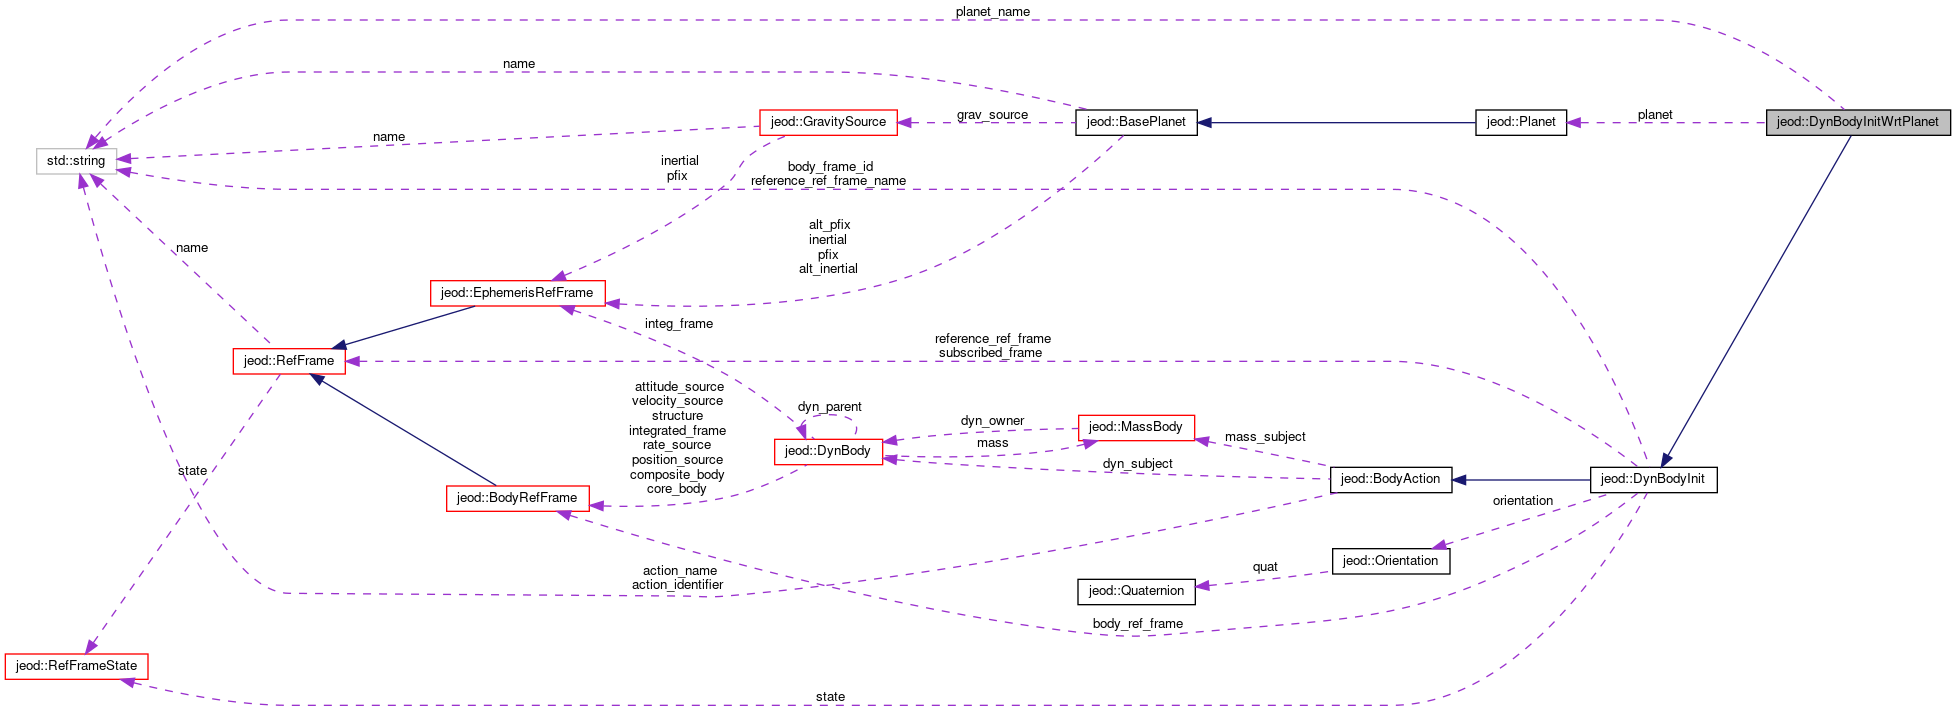 planet_name
name
jeod::GravitySource
grav_source
jeod::BasePlanet
jeod::Planet
planet
jeod::DynBodyInitWrtPlanet
name
std::string
inertial
pfix
body_frame_id
reference_ref_frame_name
alt_pfix
inertial
pfix
alt_inertial
name
jeod::EphemerisRefFrame
integ_frame
reference_ref_frame
subscribed_frame
jeod::RefFrame
attitude_source
velocity_source
structure
integrated_frame
rate_source
position_source
composite_body
core_body
dyn_parent
dyn_owner
jeod::MassBody
mass_subject
mass
jeod::DynBody
dyn_subject
jeod::BodyAction
jeod::DynBodyInit
state
jeod::BodyRefFrame
orientation
jeod::Orientation
quat
action_name
action_identifier
jeod::Quaternion
body_ref_frame
jeod::RefFrameState
state